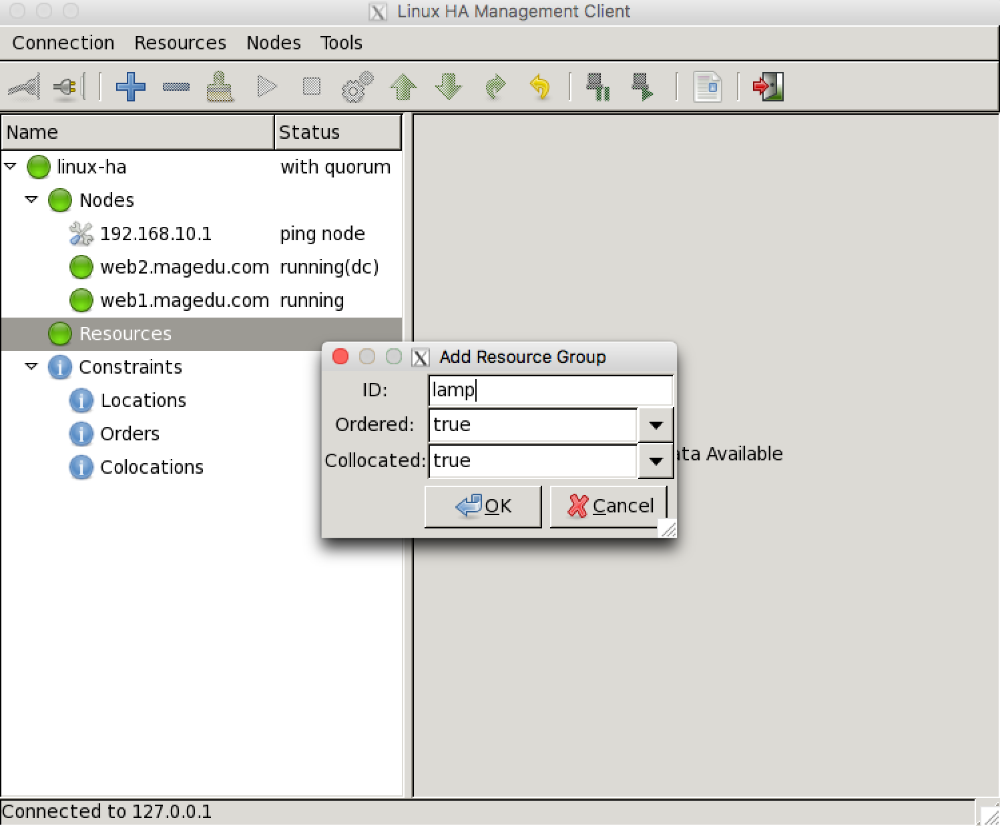 Linux HA Management Client
Connection Resources Nodes Tools
Name Status
linux-ha with quorum
Nodes
192.168.10.1 ping node
web2.magedu.com running(dc)
web1.magedu.com running
Resources
Constraints
Locations
Orders
Colocations
Add Resource Group
ID: lamp
Ordered: true
Collocated: true
OK Cancel
Available
Connected to 127.0.0.1